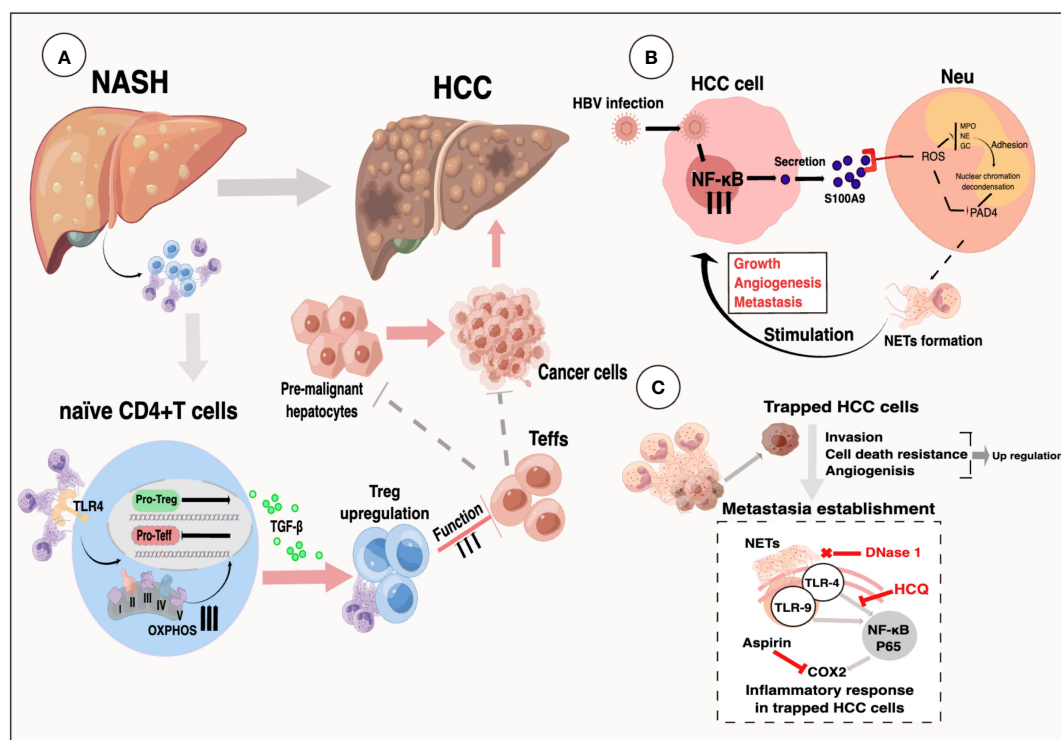 A
NASH
HCC
naïve CD4+T cells
TLR4
Pro-Treg
Pro-Teff
I
II
III
IV
V
OXPHOS
TGF-β
Treg
upregulation
Function
Teffs
Pre-malignant
hepatocytes
Cancer cells
B
HCC cell
Neu
HBV infection
NF-κB
Secretion
S100A9
ROS
MPO
NE
GC
Adhesion
Nuclear chromation
decondensation
PAD4
Growth
Angiogenesis
Metastasis
Stimulation
NETs formation
C
Trapped HCC cells
Invasion
Cell death resistance
Angiogenisis
Up regulation
Metastasia establishment
NETs
DNase 1
TLR-4
HCQ
TLR-9
NF-κB
P65
Aspirin
COX2
Inflammatory response
in trapped HCC cells